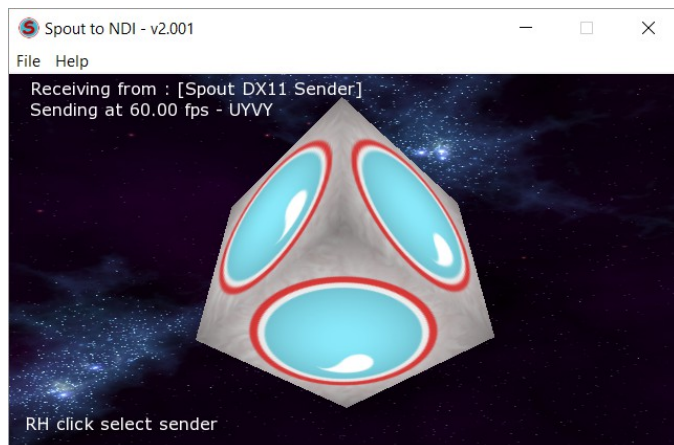 Spout to NDI - v2.001
File Help
Receiving from : [Spout DX11 Sender]
Sending at 60.00 fps - UYVY
RH click select sender